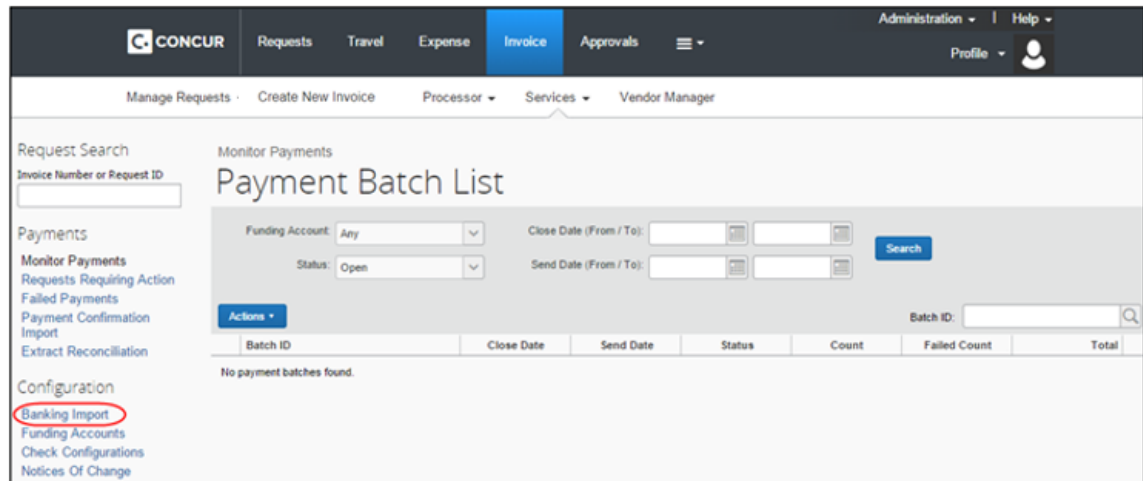 Administration | Help
C. CONCUR Requests Travel Expense Invoice Approvals
Profile
Manage Requests Create New Invoice Processor Services Vendor Manager
Request Search
Invoice Number or Request ID
Monitor Payments
Payment Batch List
Payments
Monitor Payments
Requests Requiring Action
Failed Payments
Payment Confirmation
Import
Extract Reconciliation
Configuration
Banking Import
Funding Accounts
Check Configurations
Notices Of Change
Funding Account: Any Close Date (From / To):
Search
Status: Open Send Date (From / To):
Actions Batch ID:
Batch ID Close Date Send Date Status Count Failed Count Total
No payment batches found.